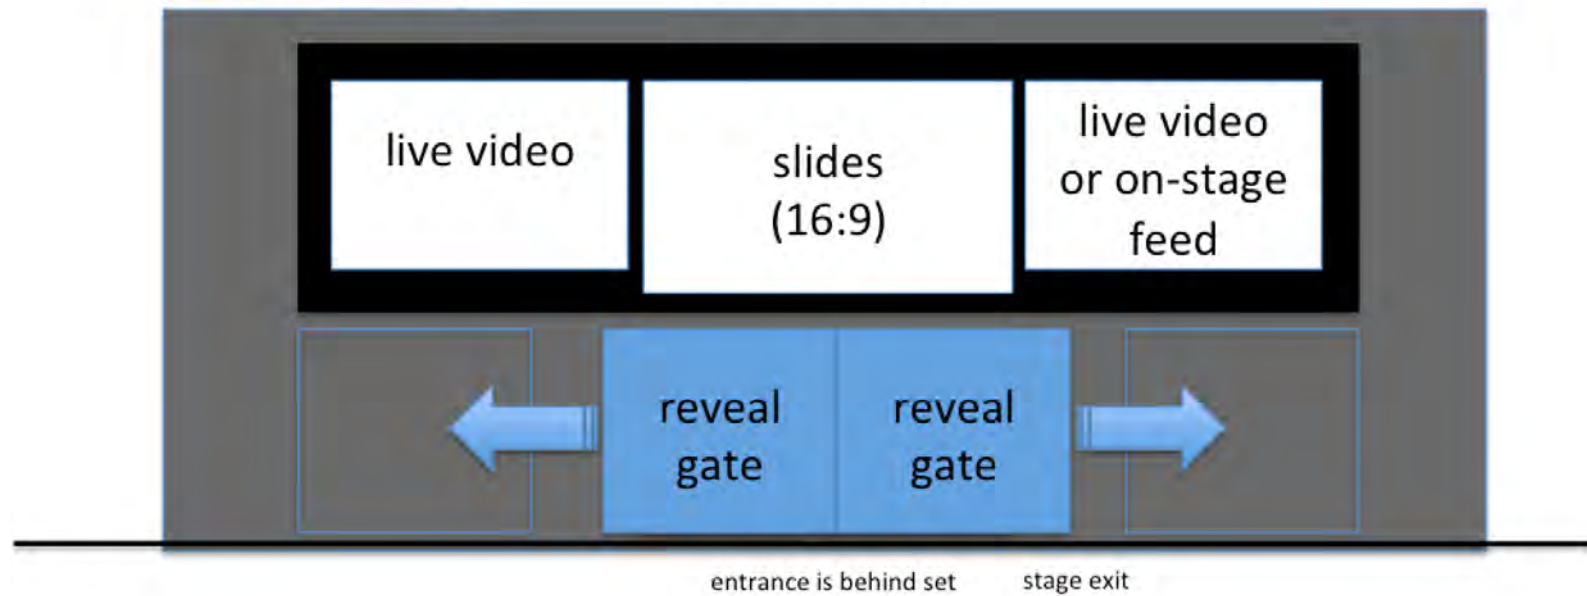 live video
slides
(16:9)
live video
or on-stage
feed
reveal
gate
reveal
gate
entrance is behind set
stage exit